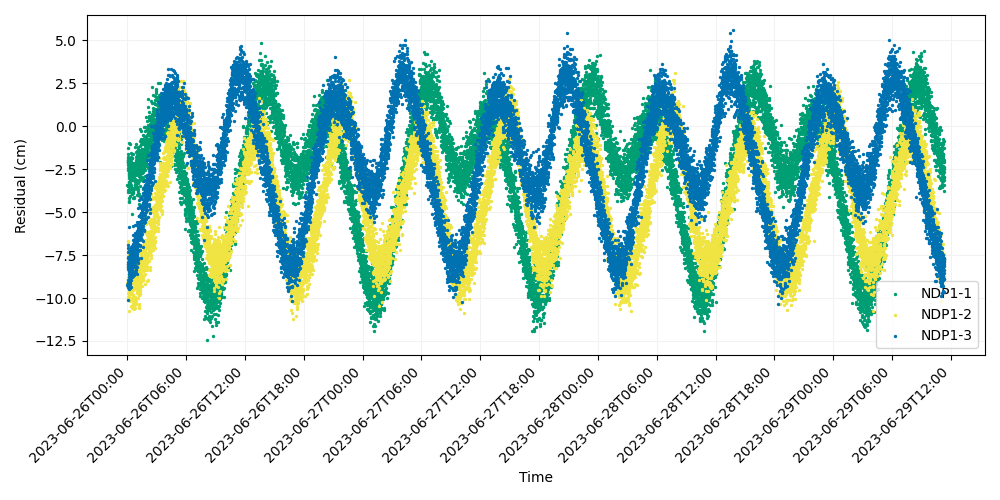 Residual (cm)
5.0
2.5
0.0
−2.5
−5.0
−7.5
−10.0
−12.5
NDP1-1
NDP1-2
NDP1-3
2023-06-26T00:00
2023-06-26T06:00
2023-06-26T12:00
2023-06-26T18:00
2023-06-27T00:00
2023-06-27T06:00
2023-06-27T12:00
2023-06-27T18:00
2023-06-28T00:00
2023-06-28T06:00
2023-06-28T12:00
2023-06-28T18:00
2023-06-29T00:00
2023-06-29T06:00
2023-06-29T12:00
Time